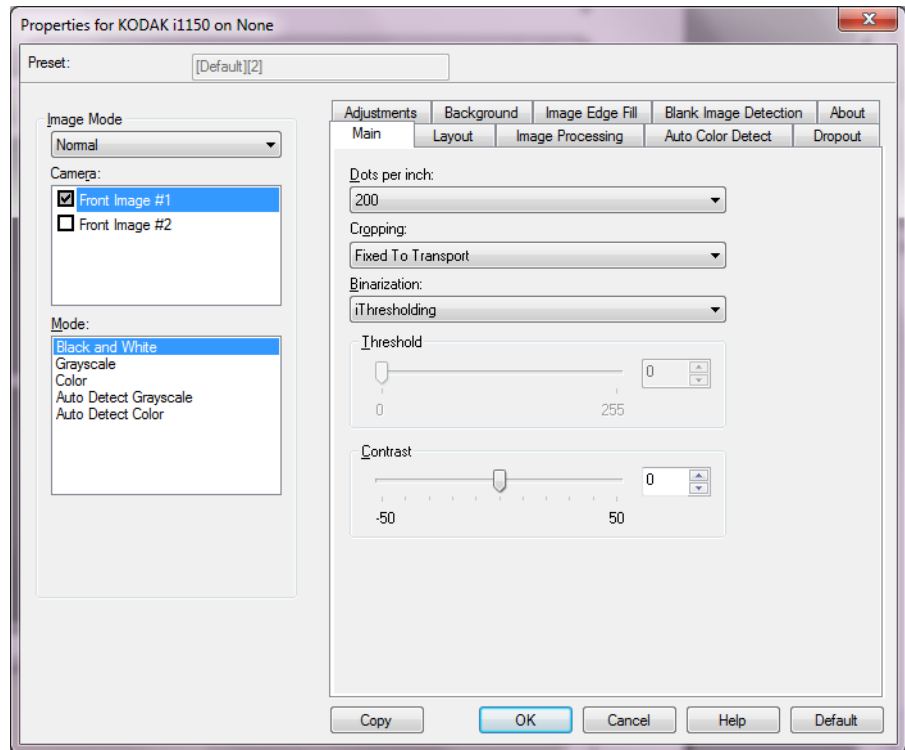 Properties for KODAK i1150 on None
Preset:
[Default][2]
Image Mode
Normal
Camera:
Front Image #1
Front Image #2
Mode:
Black and White
Grayscale
Color
Auto Detect Grayscale
Auto Detect Color
Adjustments Background Image Edge Fill Blank Image Detection About
Main Layout Image Processing Auto Color Detect Dropout
Dots per inch:
200
Cropping:
Fixed To Transport
Binarization:
iThresholding
Threshold
0
0 255
Contrast
0
-50 50
Copy OK Cancel Help Default